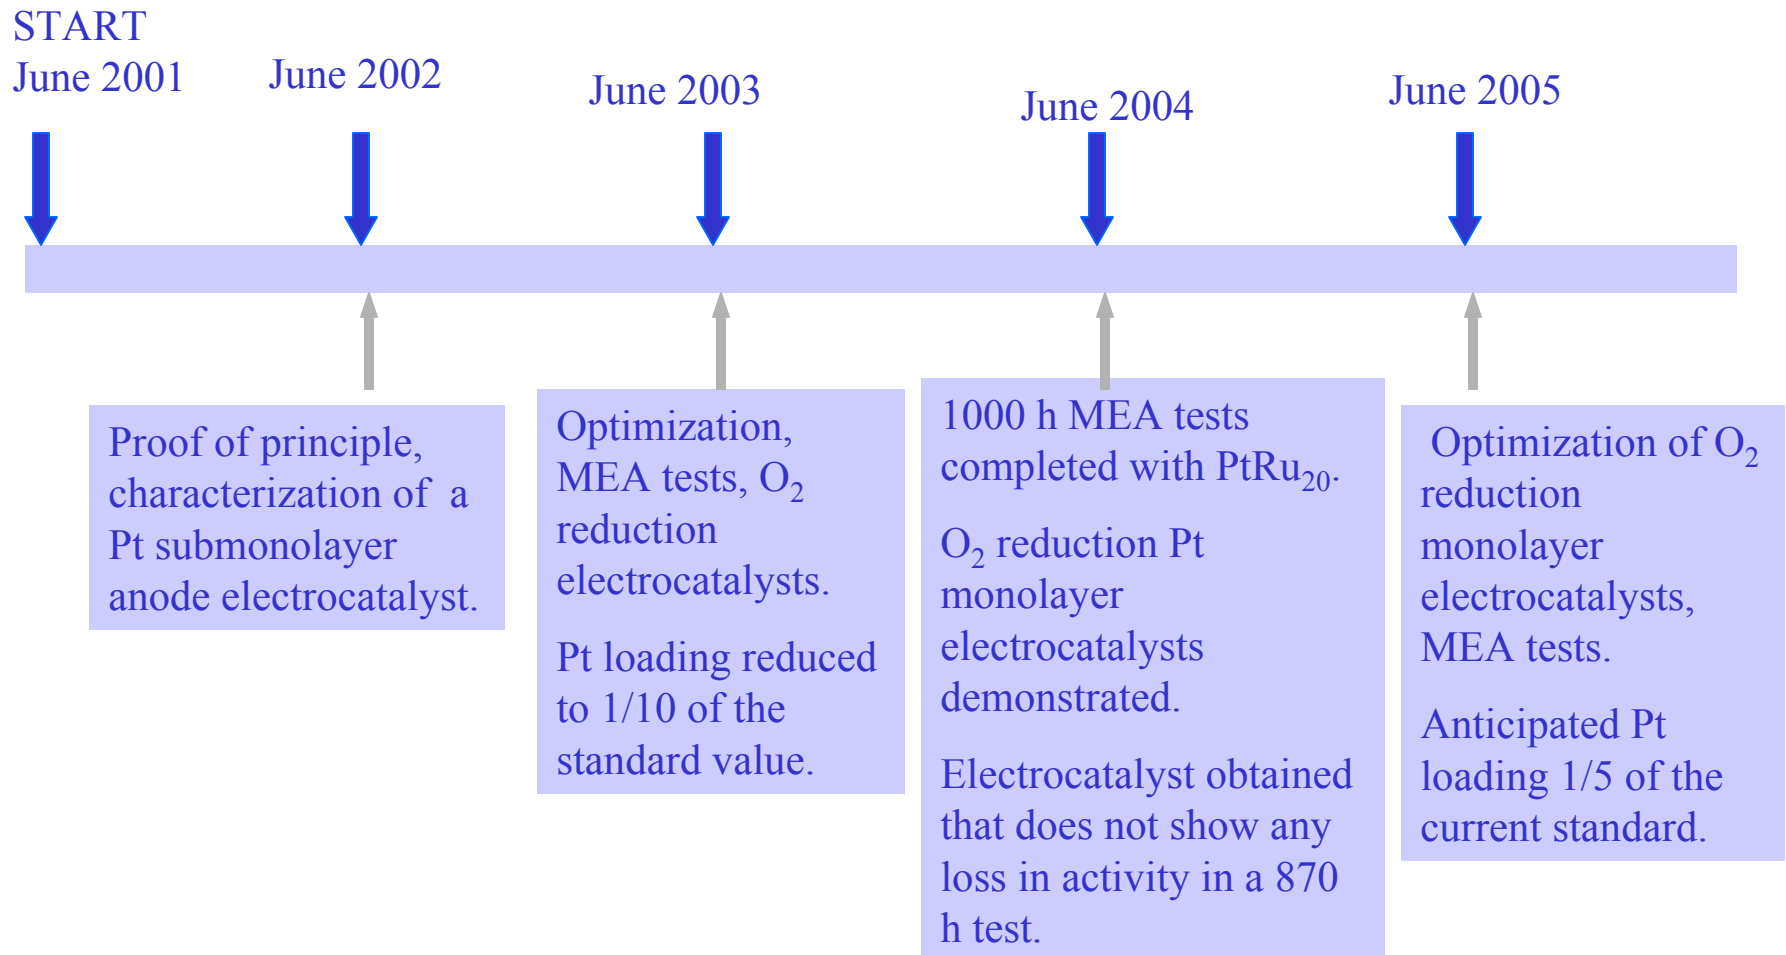 START
June 2001
June 2002
June 2003
June 2004
June 2005
Proof of principle,
characterization of a
Pt submonolayer
anode electrocatalyst.
Optimization,
MEA tests, O₂
reduction
electrocatalysts.
Pt loading reduced
to 1/10 of the
standard value.
1000 h MEA tests
completed with PtRu₂₀.
O₂ reduction Pt
monolayer
electrocatalysts
demonstrated.
Electrocatalyst obtained
that does not show any
loss in activity in a 870
h test.
Optimization of O₂
reduction
monolayer
electrocatalysts,
MEA tests.
Anticipated Pt
loading 1/5 of the
current standard.